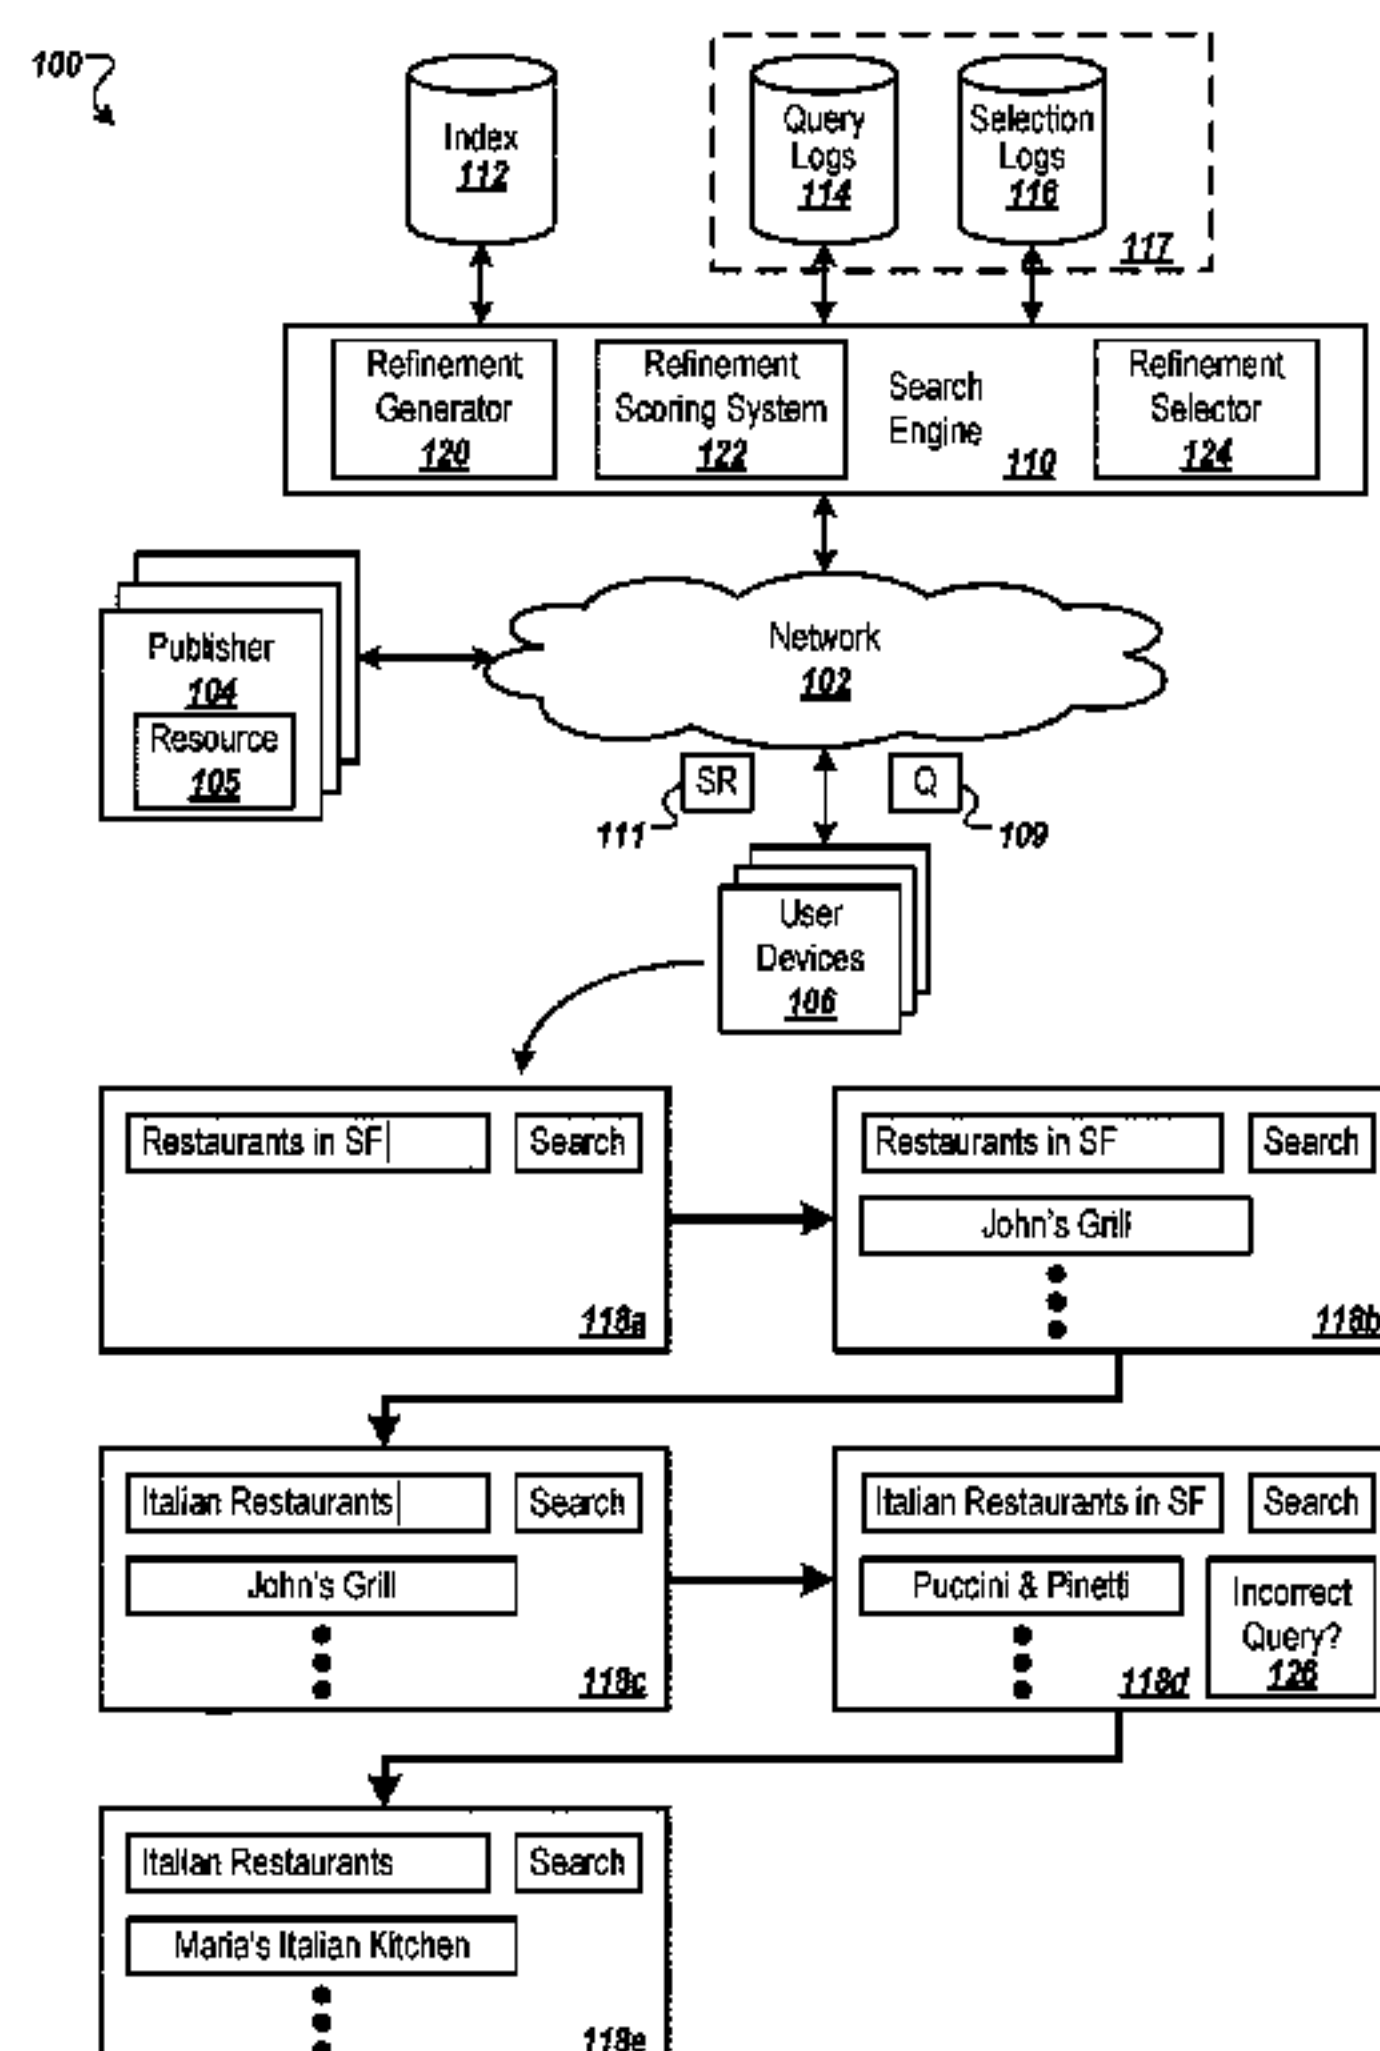 100
Index
112
Query
Logs
114
Selection
Logs
116
117
Refinement
Generator
120
Refinement
Scoring System
122
Search
Engine
110
Refinement
Selector
124
Publisher
104
Resource
105
Network
102
SR
111
Q
109
User
Devices
106
Restaurants in SF
Search
118a
Restaurants in SF
Search
John's Grill
118b
Italian Restaurants
Search
John's Grill
118c
Italian Restaurants in SF
Search
Puccini & Pinetti
118d
Incorrect
Query?
126
Italian Restaurants
Search
Maria's Italian Kitchen
118e